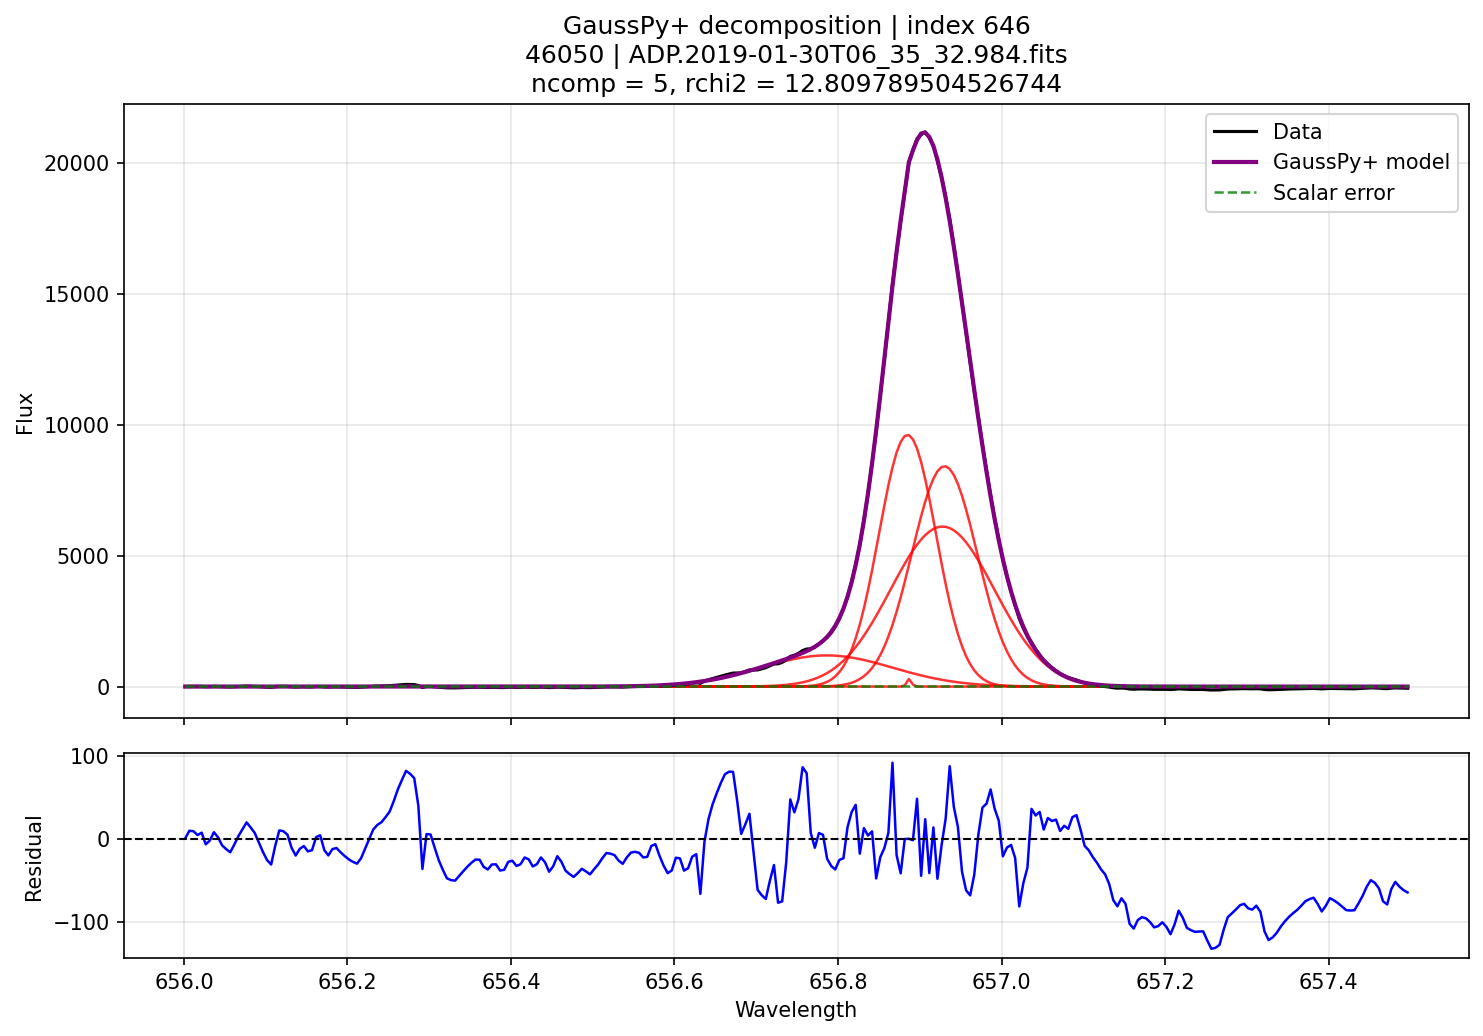 GaussPy+ decomposition | index 646
46050 | ADP.2019-01-30T06_35_32.984.fits
ncomp = 5, rchi2 = 12.809789504526744
Data
GaussPy+ model
Scalar error
20000
15000
10000
5000
0
Flux
100
0
−100
Residual
656.0
656.2
656.4
656.6
656.8
657.0
657.2
657.4
Wavelength